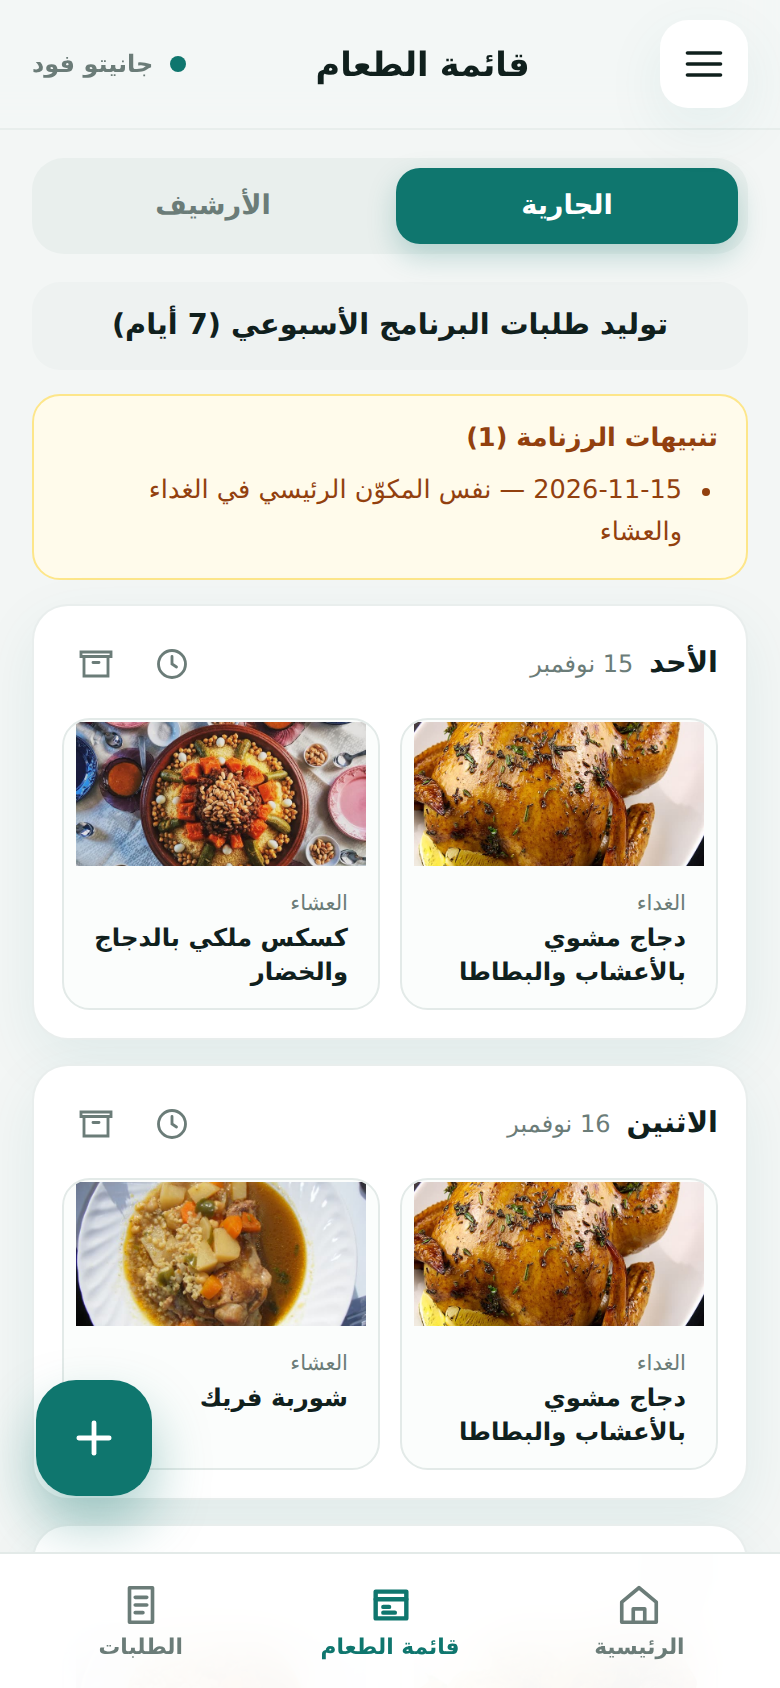 قائمة الطعام
جانيتو فود
الجارية
الأرشيف
توليد طلبات البرنامج الأسبوعي (7 أيام)
تنبيهات الرزنامة (1)
• 2026-11-15 — نفس المكوّن الرئيسي في الغداء
والعشاء
الأحد 15 نوفمبر
الغداء
دجاج مشوي
بالأعشاب والبطاطا
العشاء
كسكس ملكي بالدجاج
والخضار
الاثنين 16 نوفمبر
الغداء
دجاج مشوي
بالأعشاب والبطاطا
العشاء
شوربة فريك
الرئيسية
قائمة الطعام
الطلبات